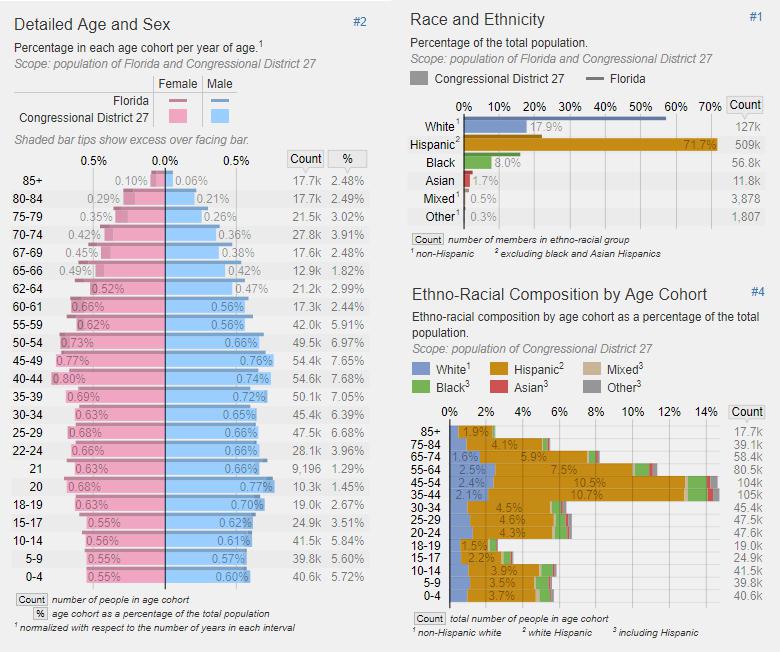 Detailed Age and Sex #2
Percentage in each age cohort per year of age.1
Scope: population of Florida and Congressional District 27
Female Male
Florida
Congressional District 27
Shaded bar tips show excess over facing bar.
0.5% 0.0% 0.5% Count %
85+ 0.10% 0.06% 17.7k 2.48%
80-84 0.29% 0.21% 17.7k 2.49%
75-79 0.35% 0.26% 21.5k 3.02%
70-74 0.42% 0.36% 27.8k 3.91%
67-69 0.45% 0.38% 17.6k 2.48%
65-66 0.49% 0.42% 12.9k 1.82%
62-64 0.52% 0.47% 21.2k 2.99%
60-61 0.66% 0.56% 17.3k 2.44%
55-59 0.62% 0.56% 42.0k 5.91%
50-54 0.73% 0.66% 49.5k 6.97%
45-49 0.77% 0.76% 54.4k 7.65%
40-44 0.80% 0.74% 54.6k 7.68%
35-39 0.69% 0.72% 50.1k 7.05%
30-34 0.63% 0.65% 45.4k 6.39%
25-29 0.68% 0.66% 47.5k 6.68%
22-24 0.66% 0.66% 28.1k 3.96%
21 0.63% 0.66% 9,196 1.29%
20 0.68% 0.77% 10.3k 1.45%
18-19 0.63% 0.70% 19.0k 2.67%
15-17 0.55% 0.62% 24.9k 3.51%
10-14 0.56% 0.61% 41.5k 5.84%
5-9 0.55% 0.57% 39.8k 5.60%
0-4 0.55% 0.60% 40.6k 5.72%
Count number of people in age cohort
% age cohort as a percentage of the total population
1 normalized with respect to the number of years in each interval
Race and Ethnicity #1
Percentage of the total population.
Scope: population of Florida and Congressional District 27
Congressional District 27 Florida
0% 10% 20% 30% 40% 50% 60% 70% Count
White1 17.9% 127k
Hispanic2 71.7% 509k
Black 8.0% 56.8k
Asian 1.7% 11.8k
Mixed1 0.5% 3,878
Other1 0.3% 1,807
Count number of members in ethno-racial group
1 non-Hispanic 2 excluding black and Asian Hispanics
Ethno-Racial Composition by Age Cohort #4
Ethno-racial composition by age cohort as a percentage of the total
population.
Scope: population of Congressional District 27
White1 Hispanic2 Mixed3
Black3 Asian3 Other3
0% 2% 4% 6% 8% 10% 12% 14% Count
85+ 1.9% 17.7k
75-84 4.1% 39.1k
65-74 1.6% 5.9% 58.2k
55-64 2.5% 7.5% 80.5k
45-54 2.4% 10.5% 104k
35-44 2.1% 10.7% 105k
30-34 4.5% 45.4k
25-29 4.6% 47.5k
20-24 4.3% 47.6k
18-19 1.5% 19.0k
15-17 2.2% 24.9k
10-14 3.9% 41.5k
5-9 3.5% 39.8k
0-4 3.7% 40.6k
Count total number of people in age cohort
1 non-Hispanic white 2 white Hispanic 3 including Hispanic